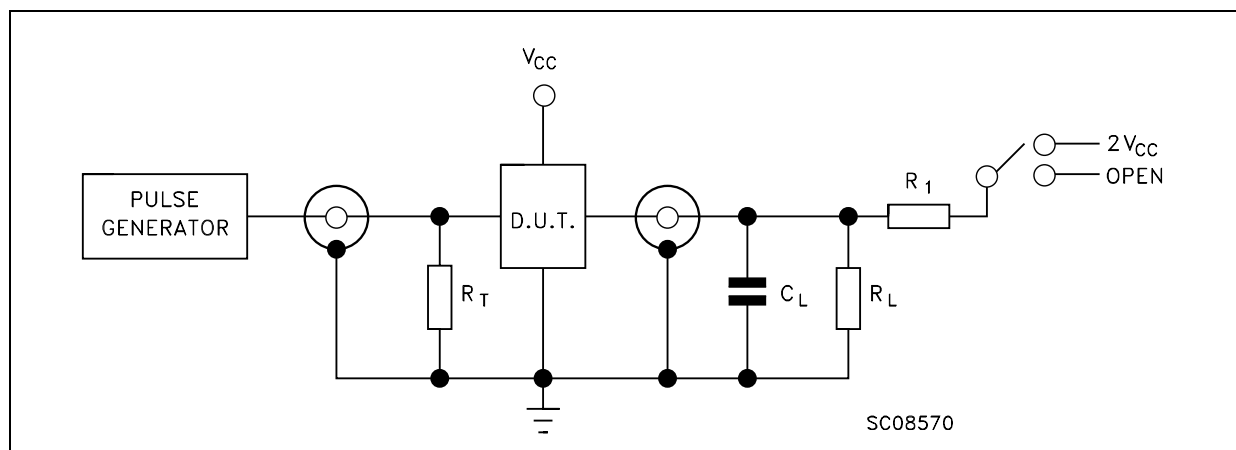 VCC
2VCC
OPEN
R1
PULSE
GENERATOR
D.U.T.
RT
CL
RL
SC08570